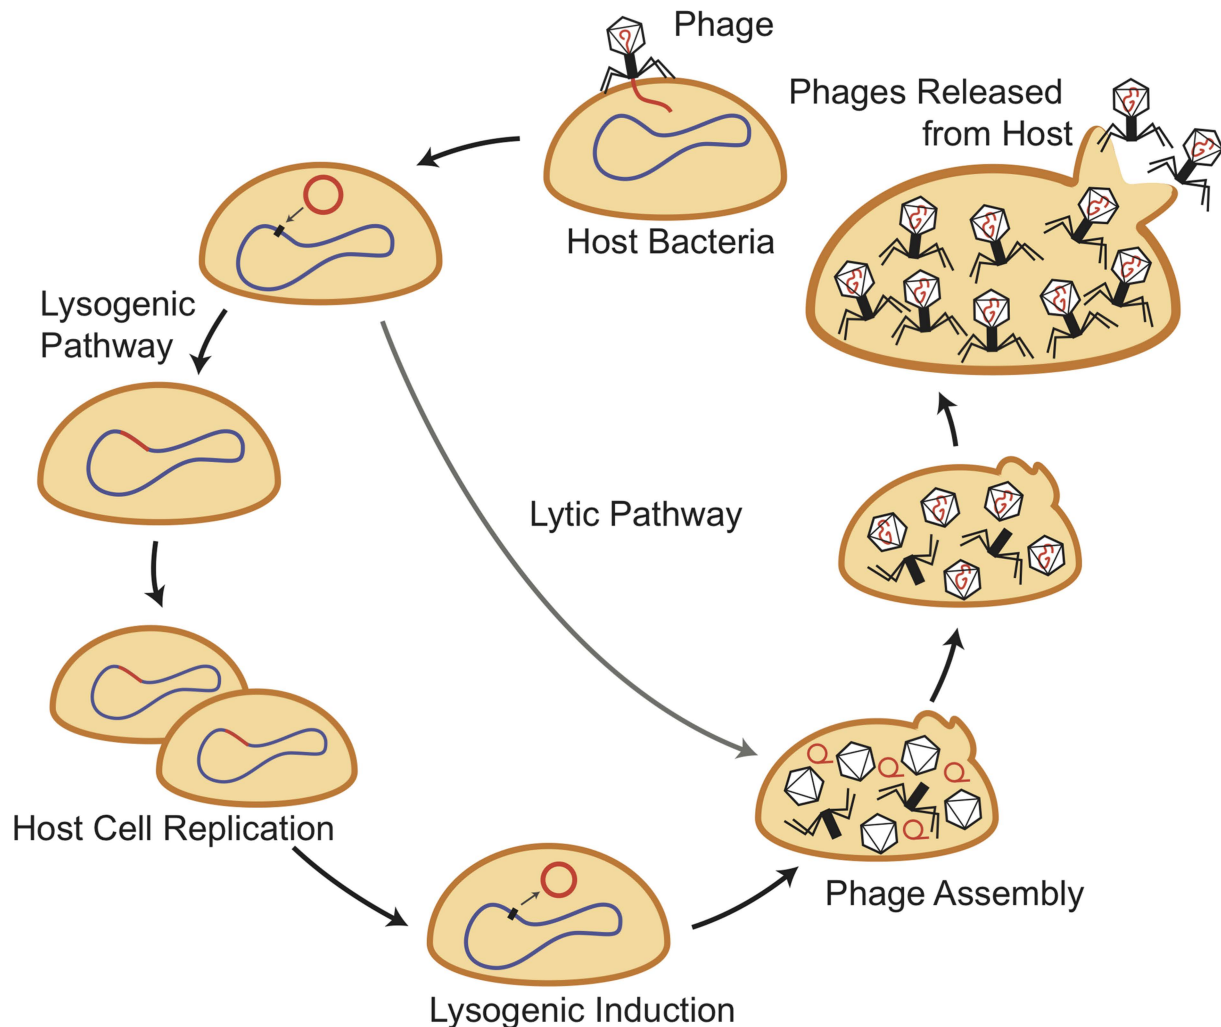 Phage
Phages Released
from Host
Host Bacteria
Lysogenic
Pathway
Lytic Pathway
Host Cell Replication
Phage Assembly
Lysogenic Induction